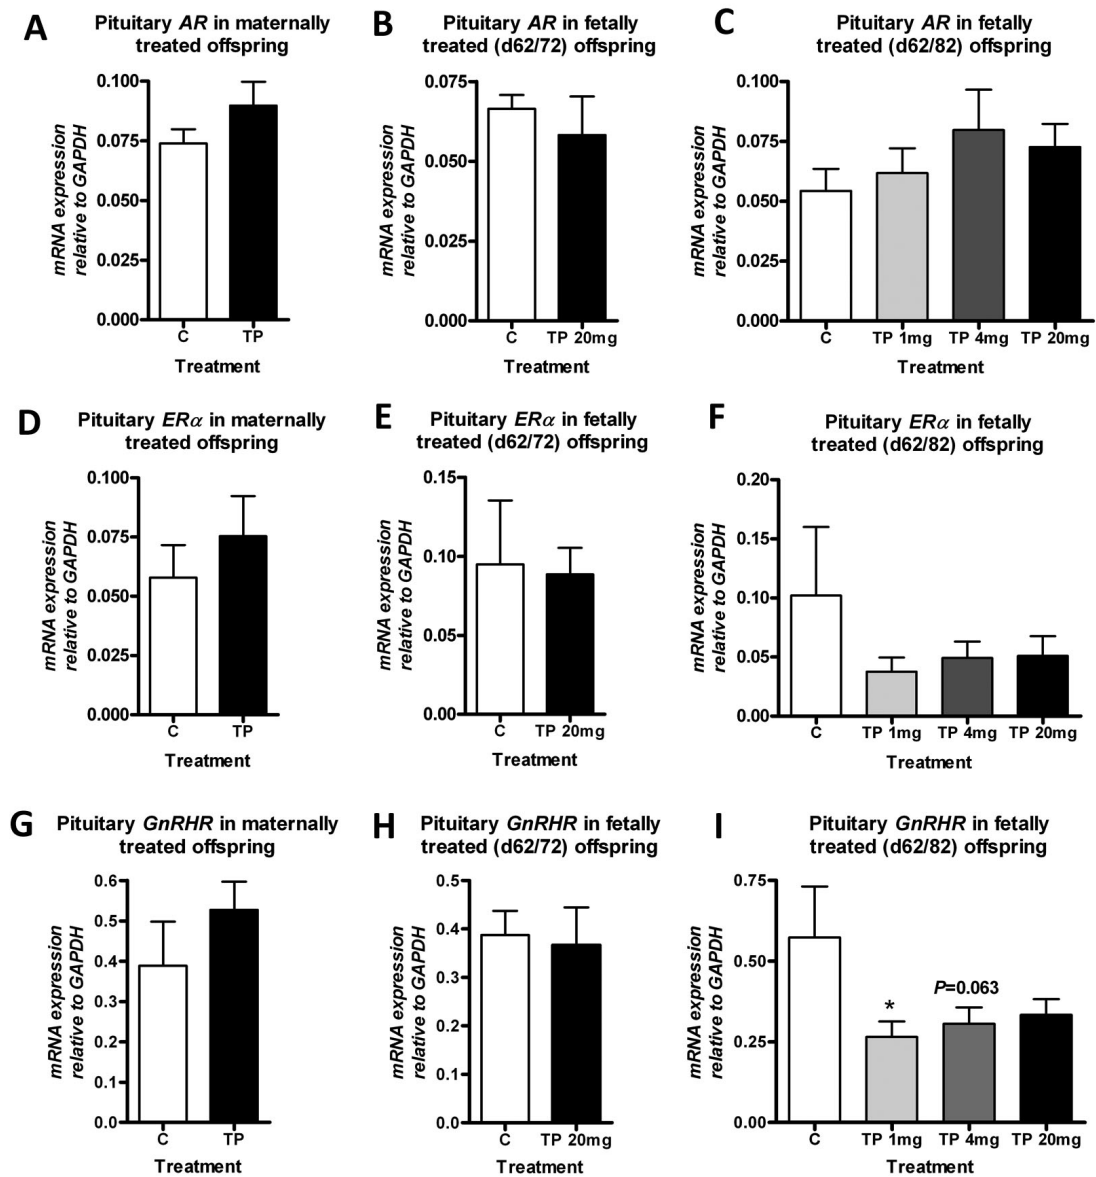 A
Pituitary AR in maternally
treated offspring
mRNA expression
relative to GAPDH
0.100
0.075
0.050
0.025
0.000
C TP
Treatment
B
Pituitary AR in fetally
treated (d62/72) offspring
mRNA expression
relative to GAPDH
0.075
0.050
0.025
0.000
C TP 20mg
Treatment
C
Pituitary AR in fetally
treated (d62/82) offspring
mRNA expression
relative to GAPDH
0.100
0.075
0.050
0.025
0.000
C TP 1mg TP 4mg TP 20mg
Treatment
D
Pituitary ERα in maternally
treated offspring
mRNA expression
relative to GAPDH
0.100
0.075
0.050
0.025
0.000
C TP
Treatment
E
Pituitary ERα in fetally
treated (d62/72) offspring
mRNA expression
relative to GAPDH
0.15
0.10
0.05
0.00
C TP 20mg
Treatment
F
Pituitary ERα in fetally
treated (d62/82) offspring
mRNA expression
relative to GAPDH
0.20
0.15
0.10
0.05
0.00
C TP 1mg TP 4mg TP 20mg
Treatment
G
Pituitary GnRHR in maternally
treated offspring
mRNA expression
relative to GAPDH
0.6
0.5
0.4
0.3
0.2
0.1
0.0
C TP
Treatment
H
Pituitary GnRHR in fetally
treated (d62/72) offspring
mRNA expression
relative to GAPDH
0.5
0.4
0.3
0.2
0.1
0.0
C TP 20mg
Treatment
I
Pituitary GnRHR in fetally
treated (d62/82) offspring
mRNA expression
relative to GAPDH
0.75
0.50
0.25
0.00
* P=0.063
C TP 1mg TP 4mg TP 20mg
Treatment